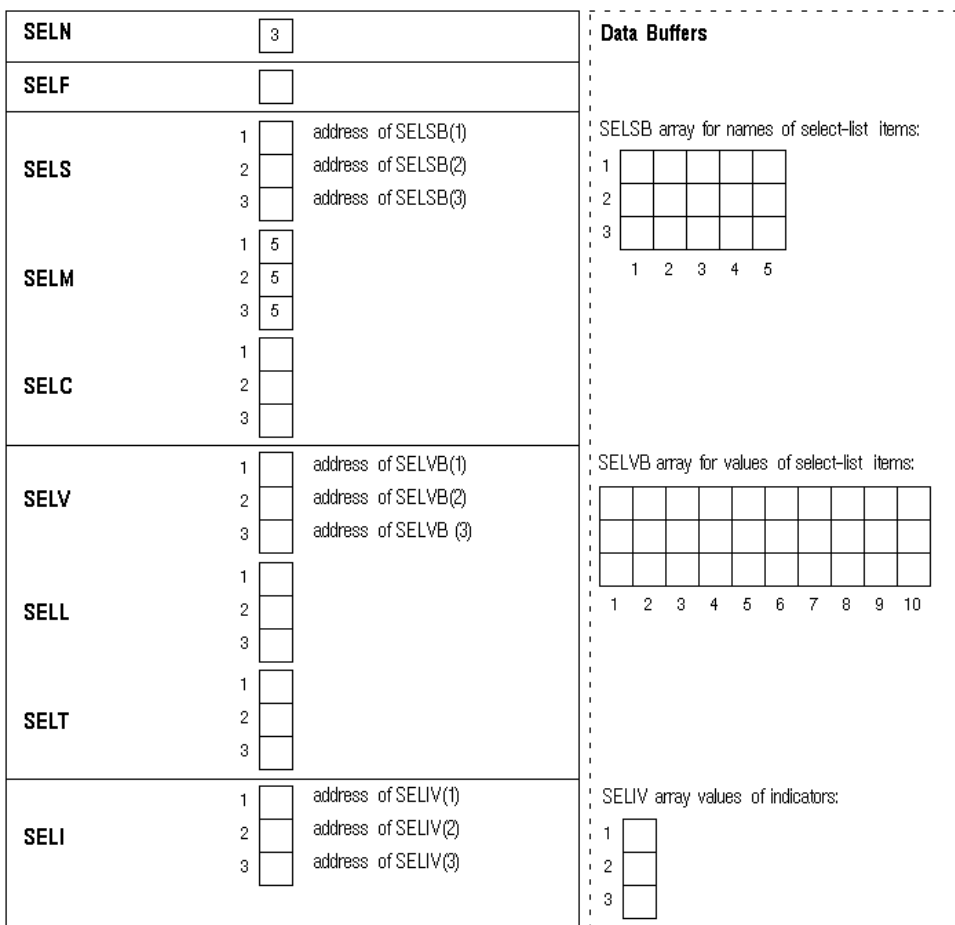 SELN 3
Data Buffers
SELF
SELS
1 address of SELSB(1)
2 address of SELSB(2)
3 address of SELSB(3)
SELSB array for names of select-list items:
1
2
3
1 2 3 4 5
SELM
1 5
2 5
3 5
SELC
1
2
3
SELV
1 address of SELVB(1)
2 address of SELVB(2)
3 address of SELVB (3)
SELVB array for values of select-list items:
1 2 3 4 5 6 7 8 9 10
SELL
1
2
3
SELT
1
2
3
SELI
1 address of SELIV(1)
2 address of SELIV(2)
3 address of SELIV(3)
SELIV array values of indicators:
1
2
3